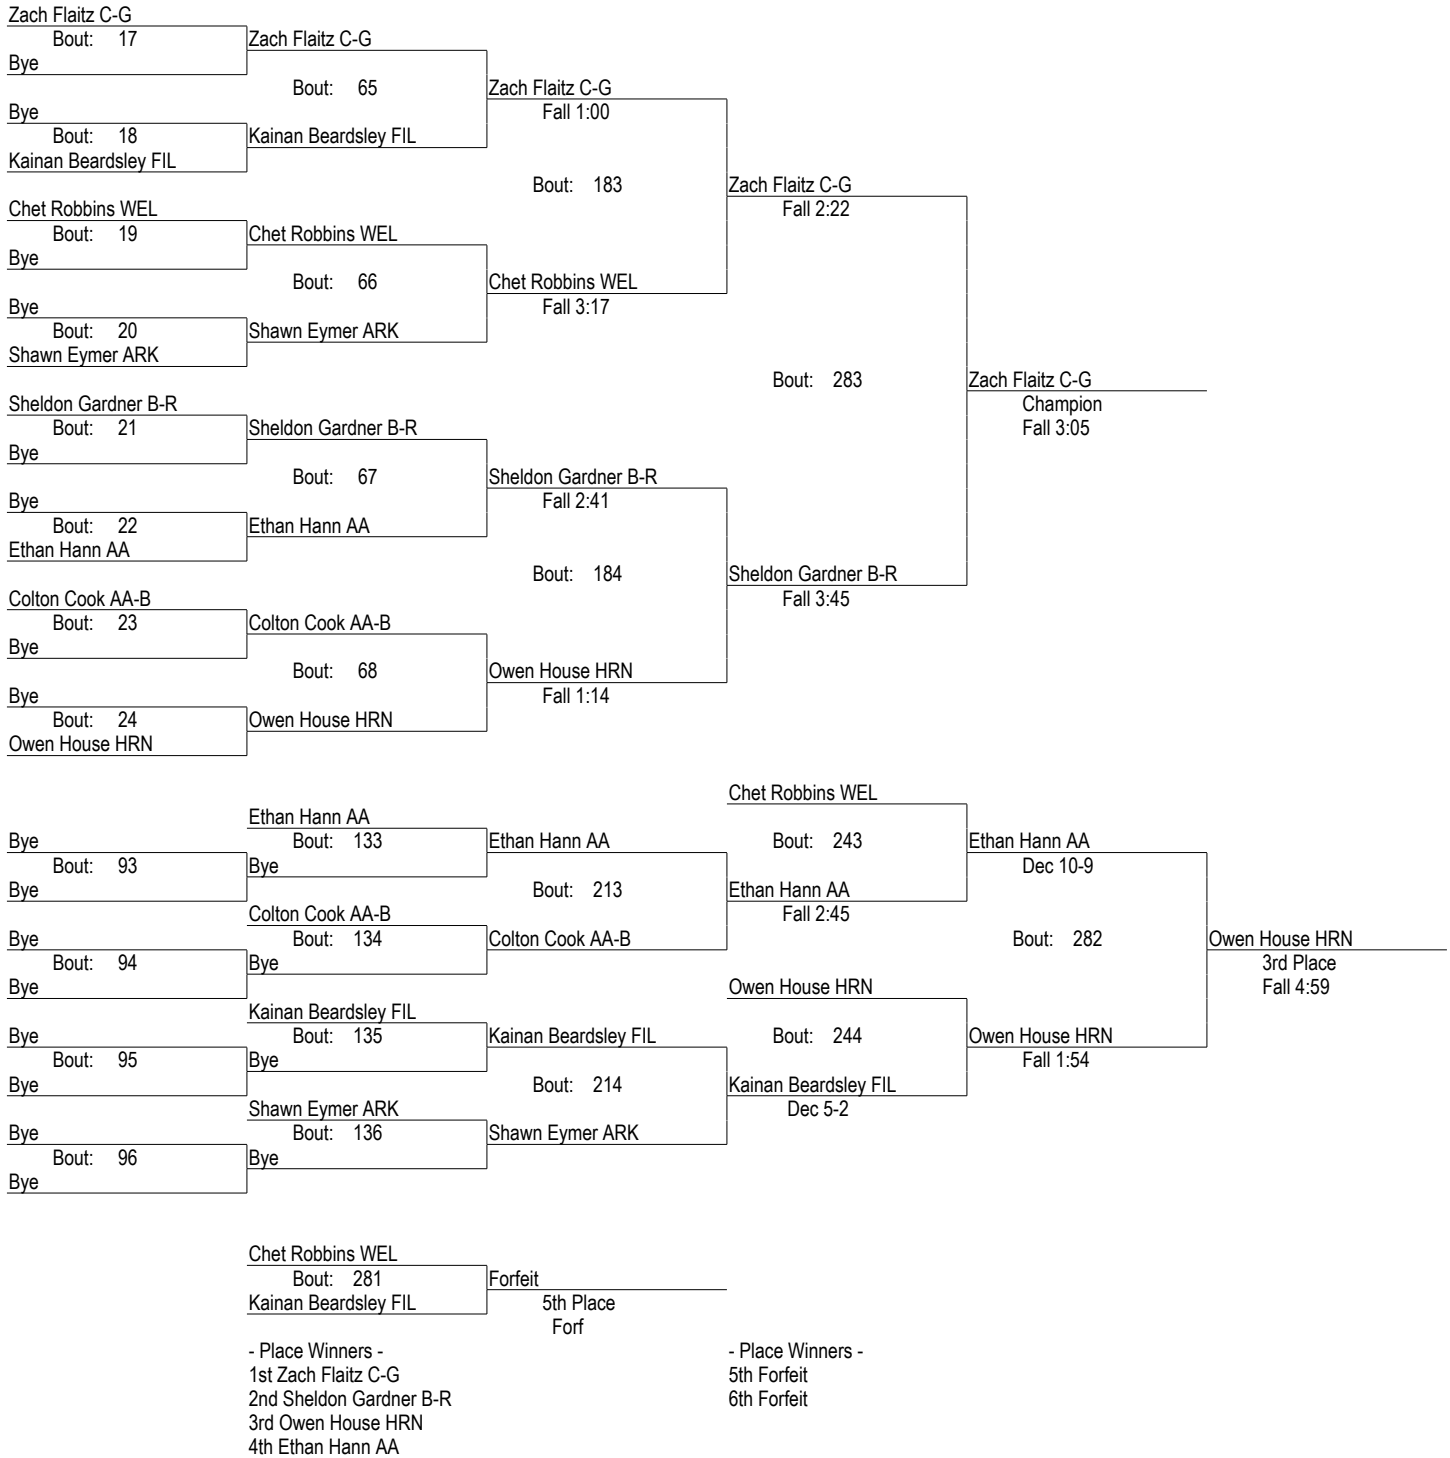 Zach Flaitz C-G
Bout: 17
Zach Flaitz C-G
Bye
Bout: 65
Zach Flaitz C-G
Bye
Fall 1:00
Bout: 18
Kainan Beardsley FIL
Kainan Beardsley FIL
Bout: 183
Zach Flaitz C-G
Chet Robbins WEL
Fall 2:22
Bout: 19
Chet Robbins WEL
Bye
Bout: 66
Chet Robbins WEL
Bye
Fall 3:17
Bout: 20
Shawn Eymer ARK
Shawn Eymer ARK
Bout: 283
Zach Flaitz C-G
Sheldon Gardner B-R
Champion
Bout: 21
Sheldon Gardner B-R
Fall 3:05
Bye
Bout: 67
Sheldon Gardner B-R
Bye
Fall 2:41
Bout: 22
Ethan Hann AA
Ethan Hann AA
Bout: 184
Sheldon Gardner B-R
Colton Cook AA-B
Fall 3:45
Bout: 23
Colton Cook AA-B
Bye
Bout: 68
Owen House HRN
Bye
Fall 1:14
Bout: 24
Owen House HRN
Owen House HRN
Chet Robbins WEL
Ethan Hann AA
Bye
Bout: 133
Ethan Hann AA
Bout: 243
Ethan Hann AA
Bout: 93
Bye
Dec 10-9
Bye
Bout: 213
Ethan Hann AA
Colton Cook AA-B
Fall 2:45
Bye
Bout: 134
Colton Cook AA-B
Bout: 282
Owen House HRN
Bout: 94
Bye
3rd Place
Bye
Owen House HRN
Fall 4:59
Kainan Beardsley FIL
Bye
Bout: 135
Kainan Beardsley FIL
Bout: 244
Owen House HRN
Bout: 95
Bye
Fall 1:54
Bye
Bout: 214
Kainan Beardsley FIL
Shawn Eymer ARK
Dec 5-2
Bye
Bout: 136
Shawn Eymer ARK
Bout: 96
Bye
Bye
Chet Robbins WEL
Bout: 281
Forfeit
Kainan Beardsley FIL
5th Place
Forf
- Place Winners -
1st Zach Flaitz C-G
2nd Sheldon Gardner B-R
3rd Owen House HRN
4th Ethan Hann AA
- Place Winners -
5th Forfeit
6th Forfeit